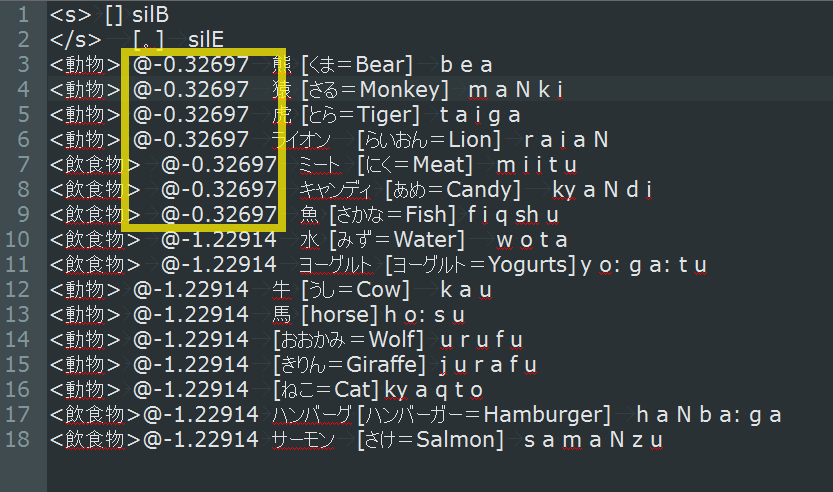 1 <s> [] silB
2 </s> [。] silE
3 <動物> @-0.32697 熊 [くま=Bear] b e a
4 <動物> @-0.32697 猿 [さる=Monkey] m a N k i
5 <動物> @-0.32697 虎 [とら=Tiger] t a i g a
6 <動物> @-0.32697 ライオン [らいおん=Lion] r a i a N
7 <飲食物> @-0.32697 ミート [にく=Meat] m i i t u
8 <飲食物> @-0.32697 キャンディ [あめ=Candy] ky a N d i
9 <飲食物> @-0.32697 魚 [さかな=Fish] f i q sh u
10 <飲食物> @-1.22914 水 [みず=Water] w o t a
11 <飲食物> @-1.22914 ヨーグルト [ヨーグルト=Yogurts] y o: g a: t u
12 <動物> @-1.22914 牛 [うし=Cow] k a u
13 <動物> @-1.22914 馬 [horse] h o: s u
14 <動物> @-1.22914 [おおかみ=Wolf] u r u f u
15 <動物> @-1.22914 [きりん=Giraffe] j u r a f u
16 <動物> @-1.22914 [ねこ=Cat] ky a q t o
17 <飲食物>@-1.22914 ハンバーグ [ハンバーガー=Hamburger] h a N b a: g a
18 <飲食物>@-1.22914 サーモン [さけ=Salmon] s a m a N z u